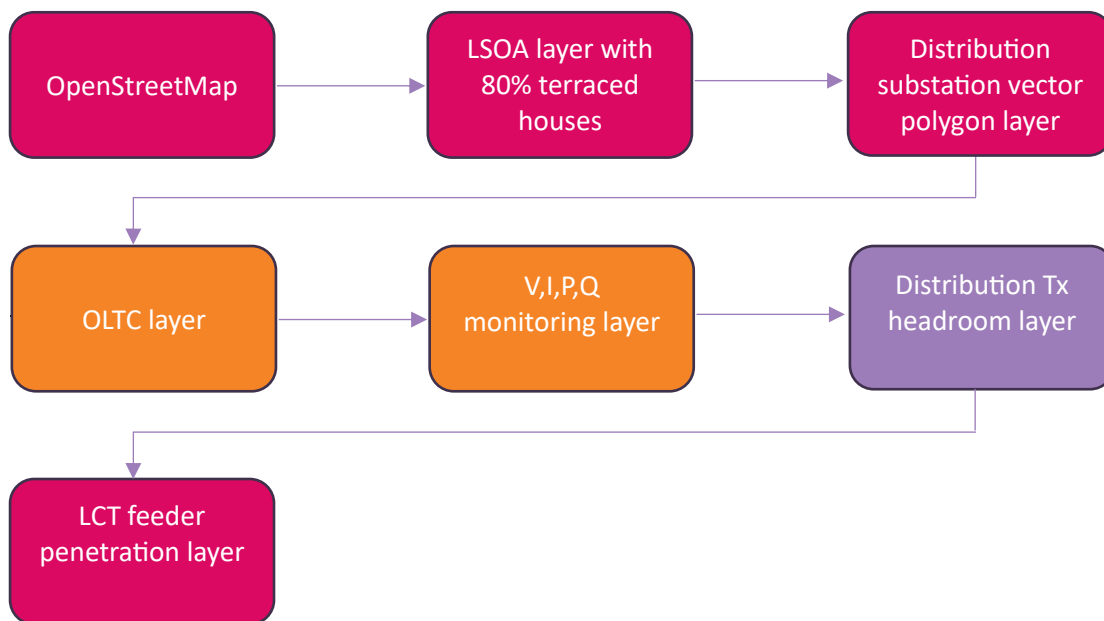 OpenStreetMap
LSOA layer with
80% terraced
houses
Distribution
substation vector
polygon layer
OLTC layer
V,I,P,Q
monitoring layer
Distribution Tx
headroom layer
LCT feeder
penetration layer